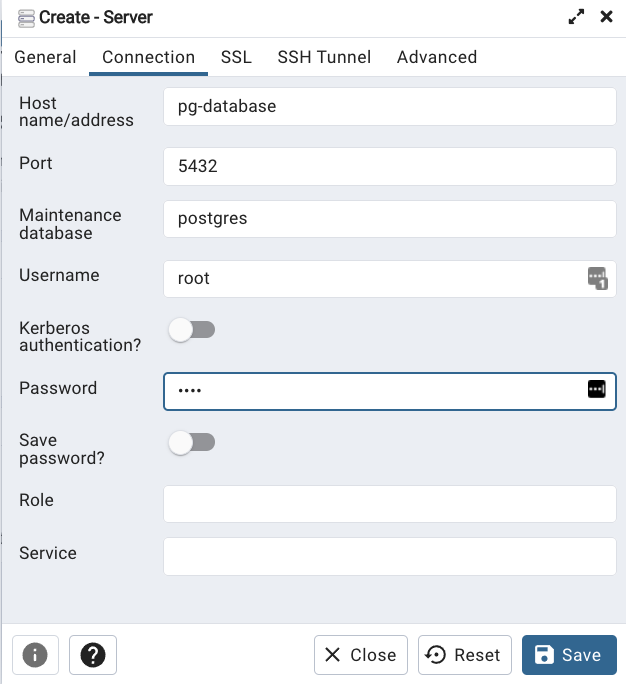 Create - Server
General Connection SSL SSH Tunnel Advanced
Host
name/address
pg-database
Port
5432
Maintenance
database
postgres
Username
root
1
Kerberos
authentication?
Password
••••
Save
password?
Role
Service
Close Reset Save